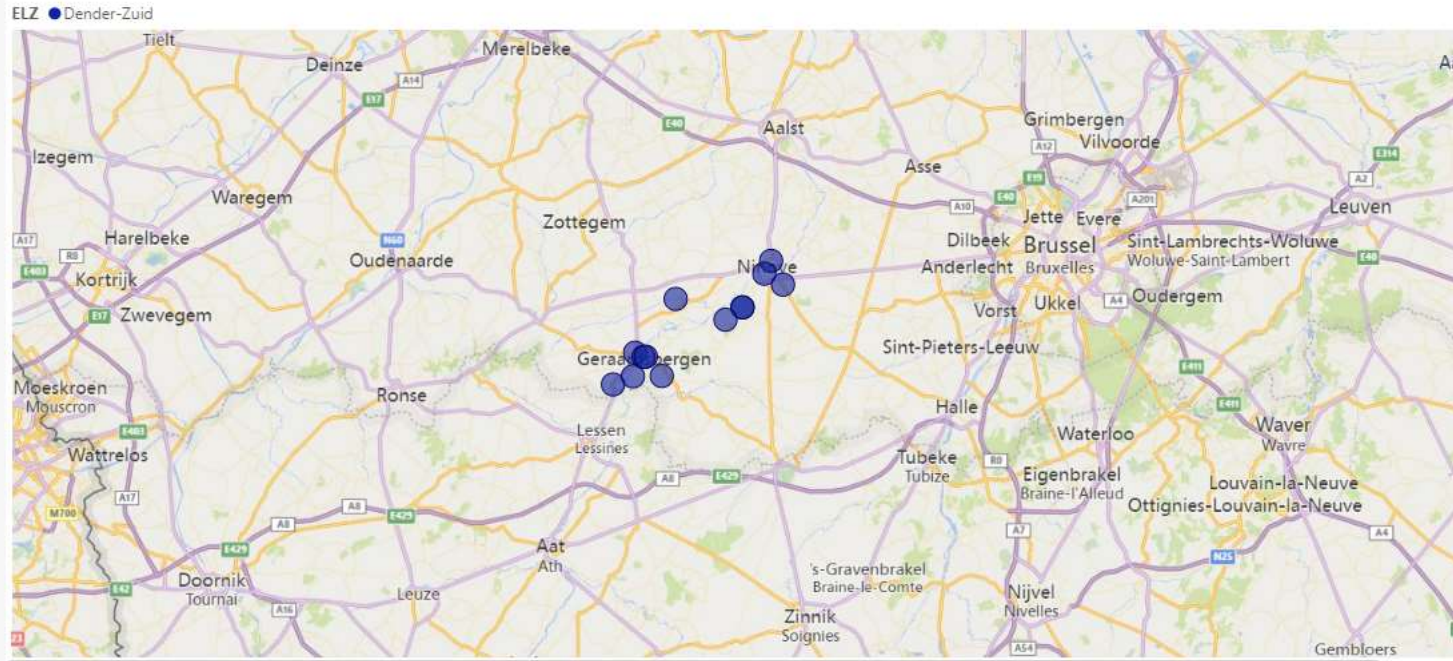 ELZ Dender-Zuid
Tielt
Merelbeke
Deinze
A14
E17
E40
Aalst
Grimbergen
Vilvoorde
A12
Izegem
Asse
E314
E19
A2
Waregem
E40
A10
A201
Leuven
Zottegem
Jette
Evere
A17
Harelbeke
N60
Dilbeek
Brussel
Sint-Lambrechts-Woluwe
R8
Oudenaarde
Woluwe-Saint-Lambert
E40
E403
Kortrijk
Anderlecht
Bruxelles
Oudergem
A4
E17
Zwevegem
Vorst
Ukkel
Sint-Pieters-Leeuw
E411
Moeskroen
Mouscron
Ronse
Halle
E411
Waver
Wavre
E403
Lessen
Lessines
Waterloo
Wattrelos
Tubeke
Tubize
R0
A17
A8
E429
Eigenbrakel
Braine-l'Alleud
Louvain-la-Neuve
Ottignies-Louvain-la-Neuve
M700
A8
A8
E429
A7
A4
E429
Aat
Ath
N25
E42
Doornik
Tournai
Leuze
's-Gravenbrakel
Braine-le-Comte
Nijvel
Nivelles
A16
Zinnik
Soignies
23
A54
Gembloers